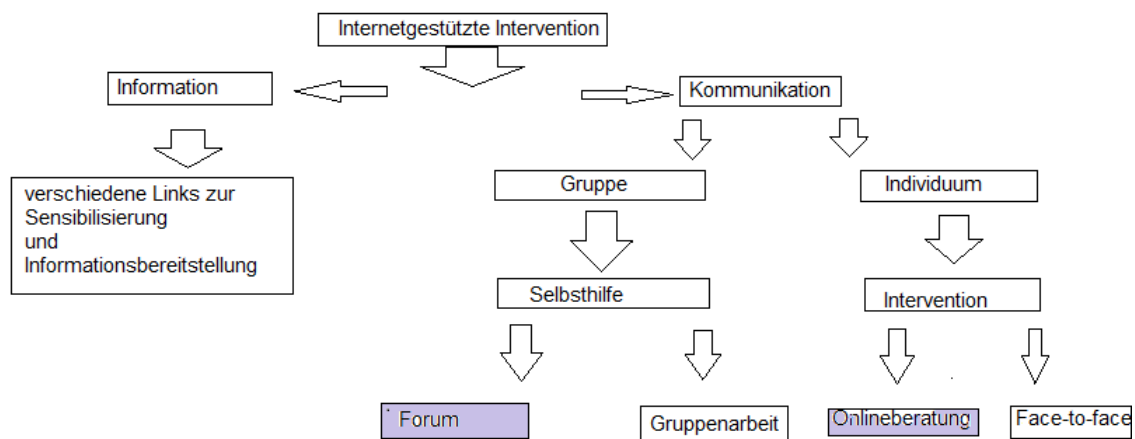 Internetgestützte Intervention
Information
Kommunikation
verschiedene Links zur
Sensibilisierung
und
Informationsbereitstellung
Gruppe
Individuum
Selbsthilfe
Intervention
Forum
Gruppenarbeit
Onlineberatung
Face-to-face